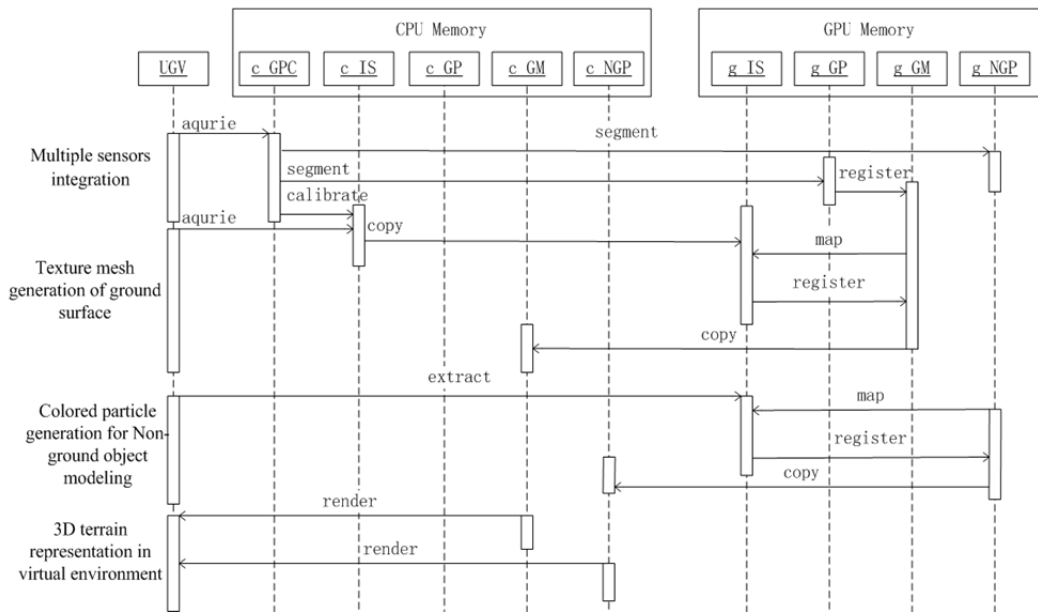 CPU Memory
GPU Memory
UGV
c GPC
c IS
c GP
c GM
c NGP
g IS
g GP
g GM
g NGP
aqurie
segment
Multiple sensors
integration
segment
register
calibrate
aqurie
copy
map
Texture mesh
generation of ground
surface
register
copy
extract
map
Colored particle
generation for Non-
ground object
modeling
register
copy
render
3D terrain
representation in
virtual environment
render